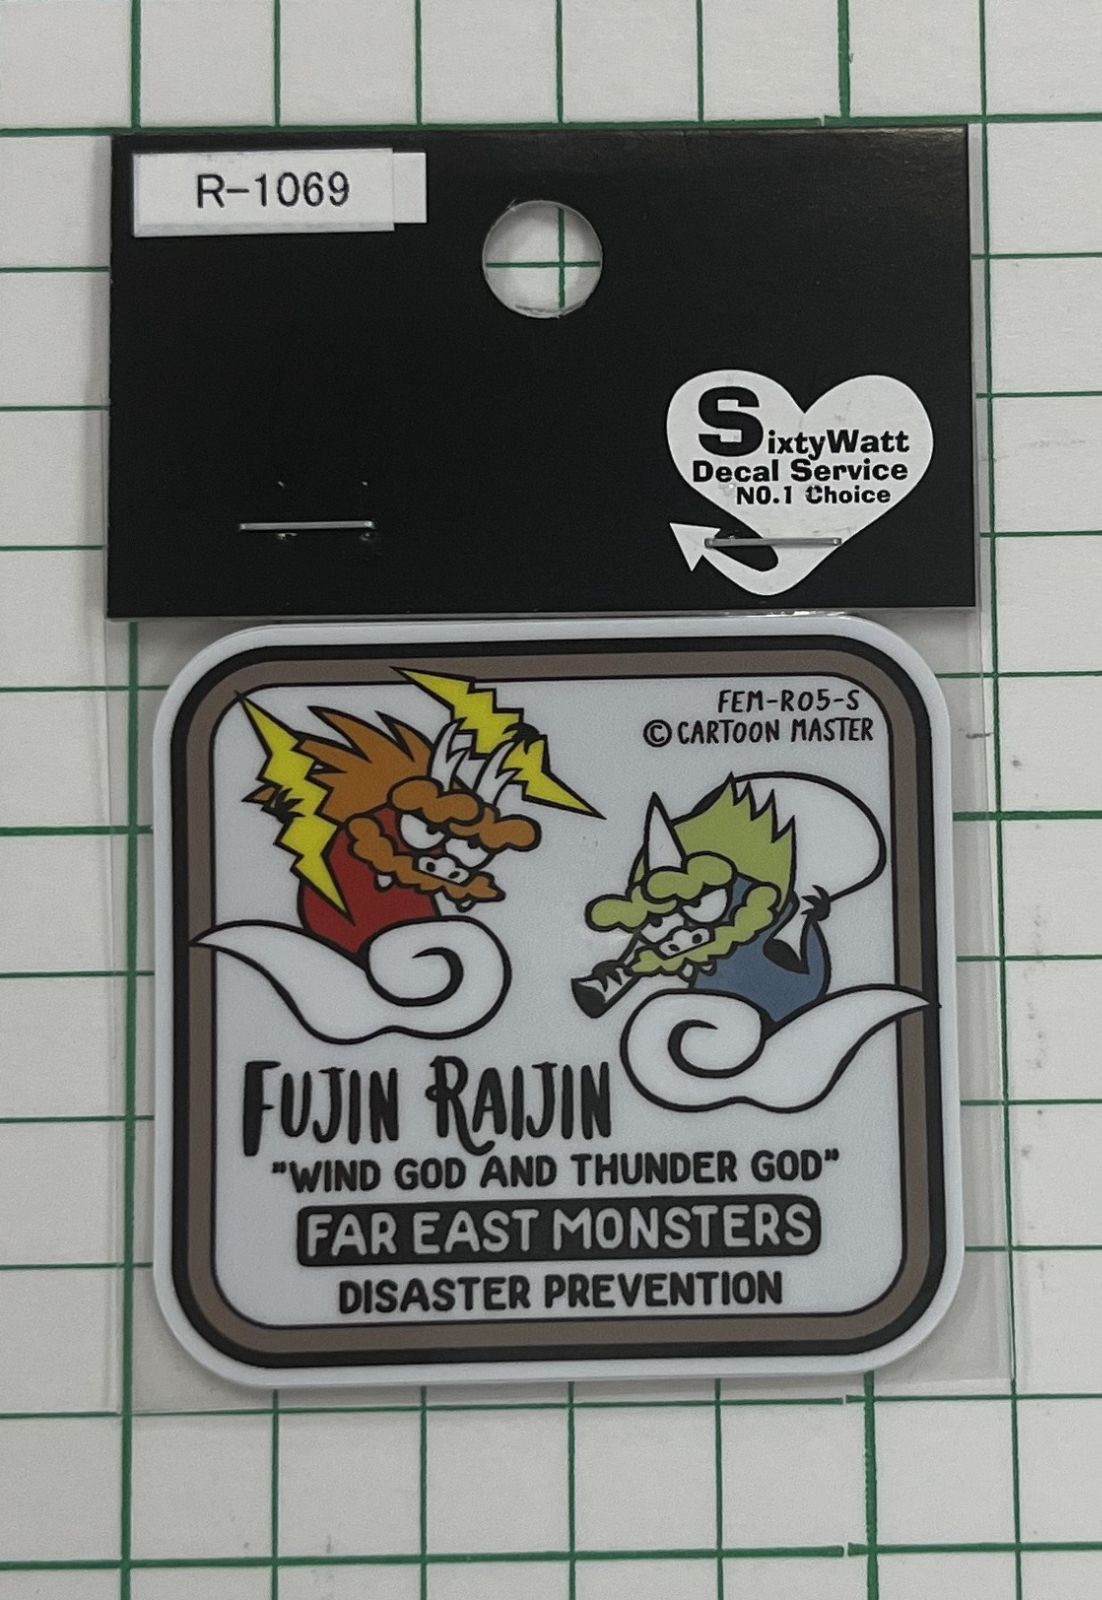 R-1069
SixtyWatt
Decal Service
NO.1 Choice
FEM-R05-S
© CARTOON MASTER
FUJIN RAIJIN
"WIND GOD AND THUNDER GOD"
FAR EAST MONSTERS
DISASTER PREVENTION